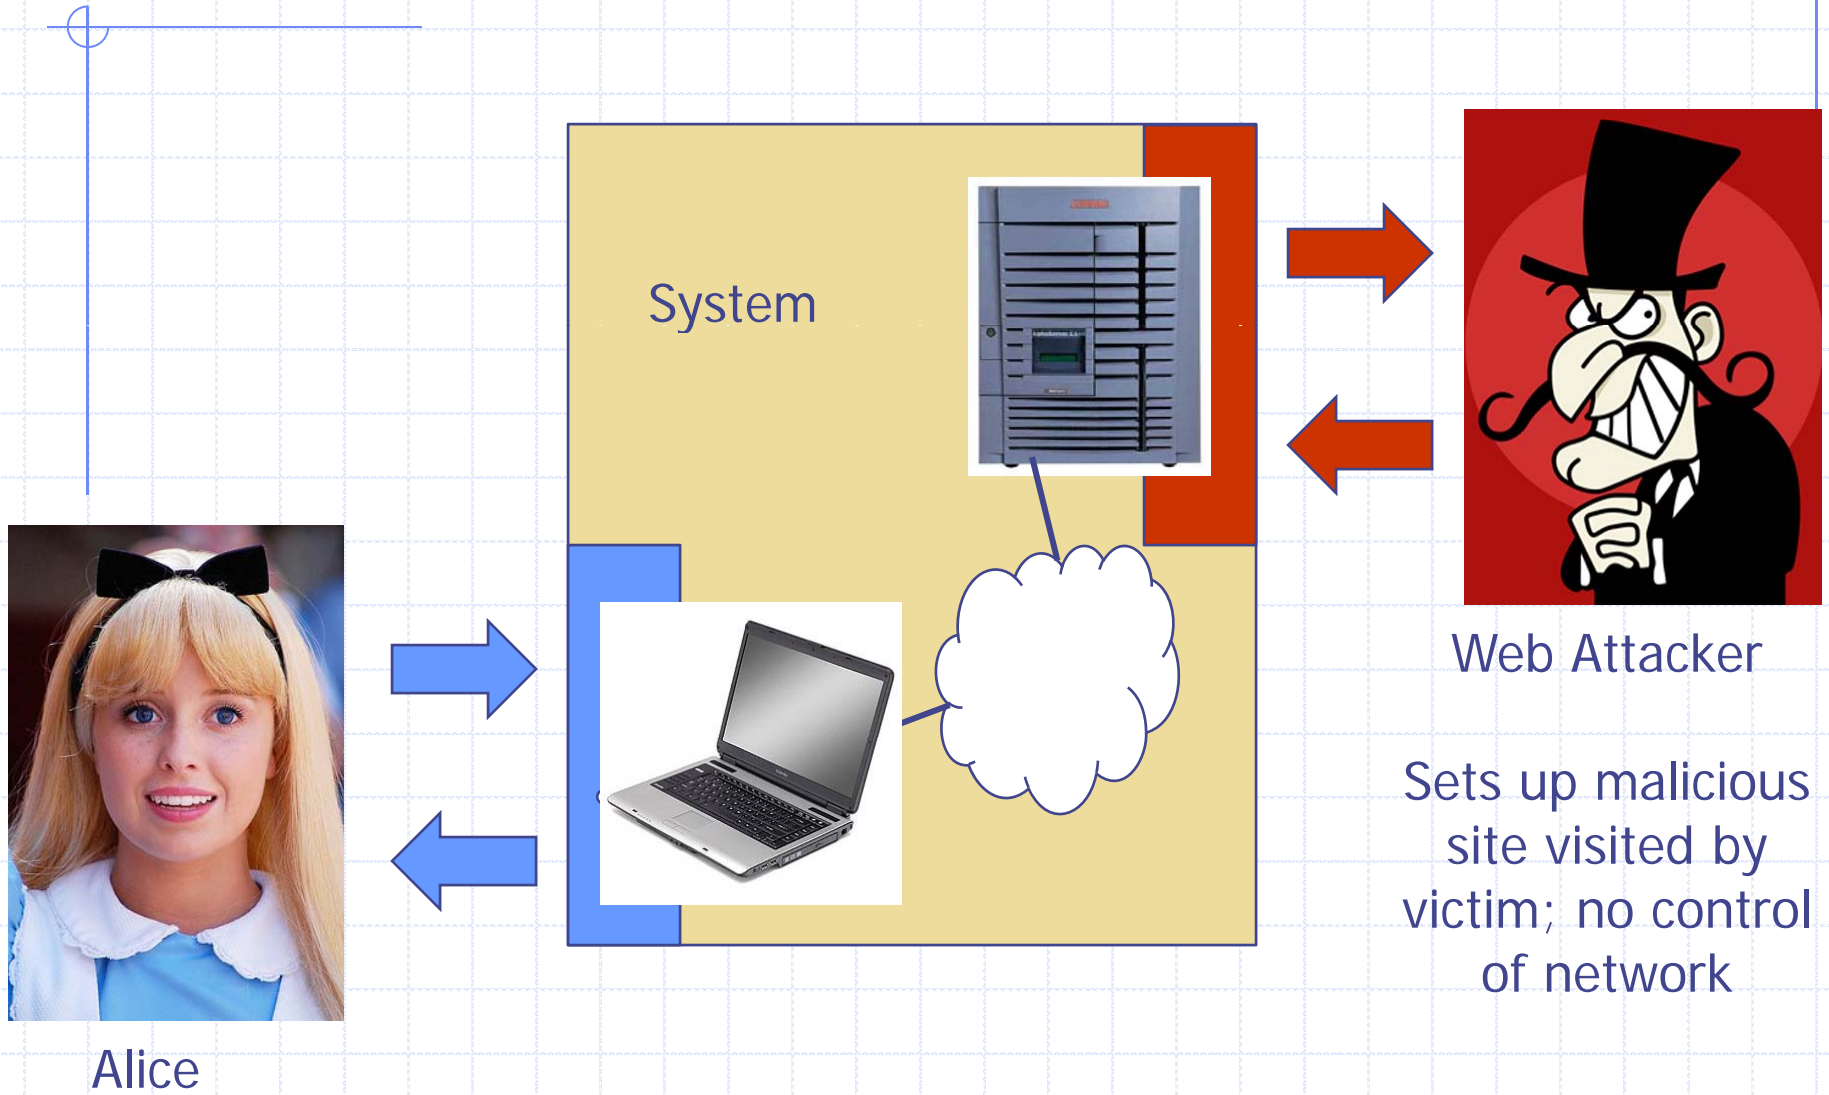 System
Web Attacker
Sets up malicious
site visited by
victim; no control
of network
Alice